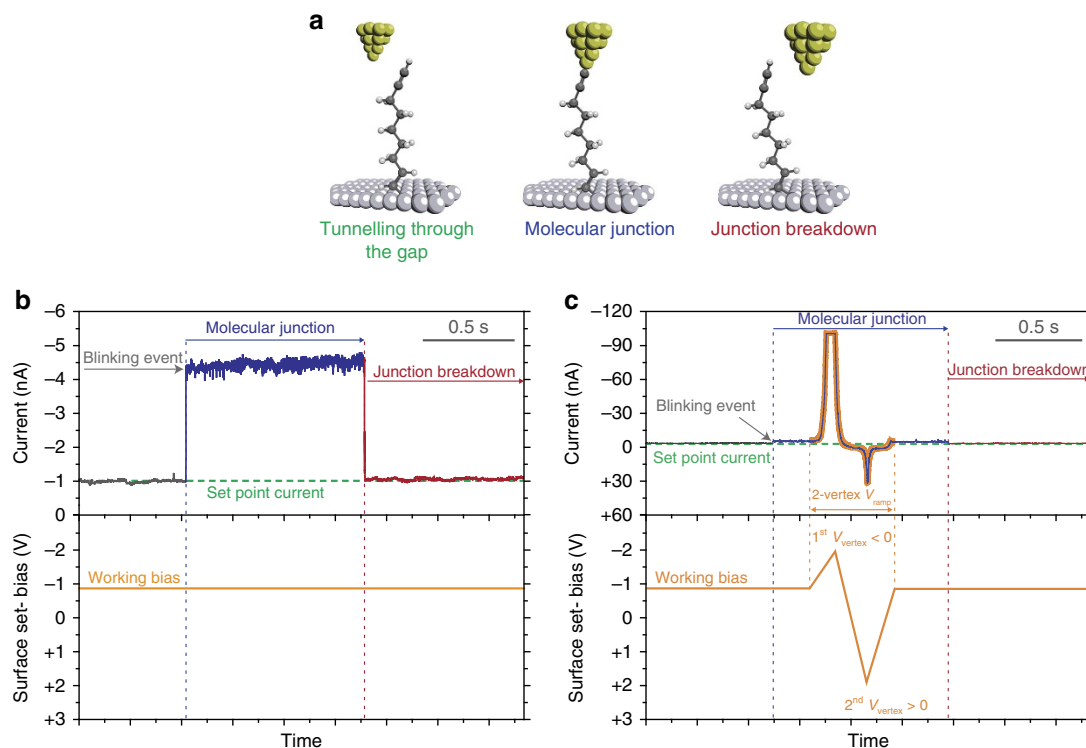 a
Tunnelling through
the gap
Molecular junction
Junction breakdown
b
Current (nA)
–6
–5
–4
–3
–2
–1
0
Molecular junction
0.5 s
Blinking event
Junction breakdown
Set point current
Surface set- bias (V)
–2
–1
0
+1
+2
+3
Working bias
Time
c
Current (nA)
–120
–90
–60
–30
0
+30
+60
Molecular junction
0.5 s
Junction breakdown
Blinking event
Set point current
2-vertex Vramp
Surface set- bias (V)
–2
–1
0
+1
+2
+3
1st Vvertex < 0
Working bias
2nd Vvertex > 0
Time